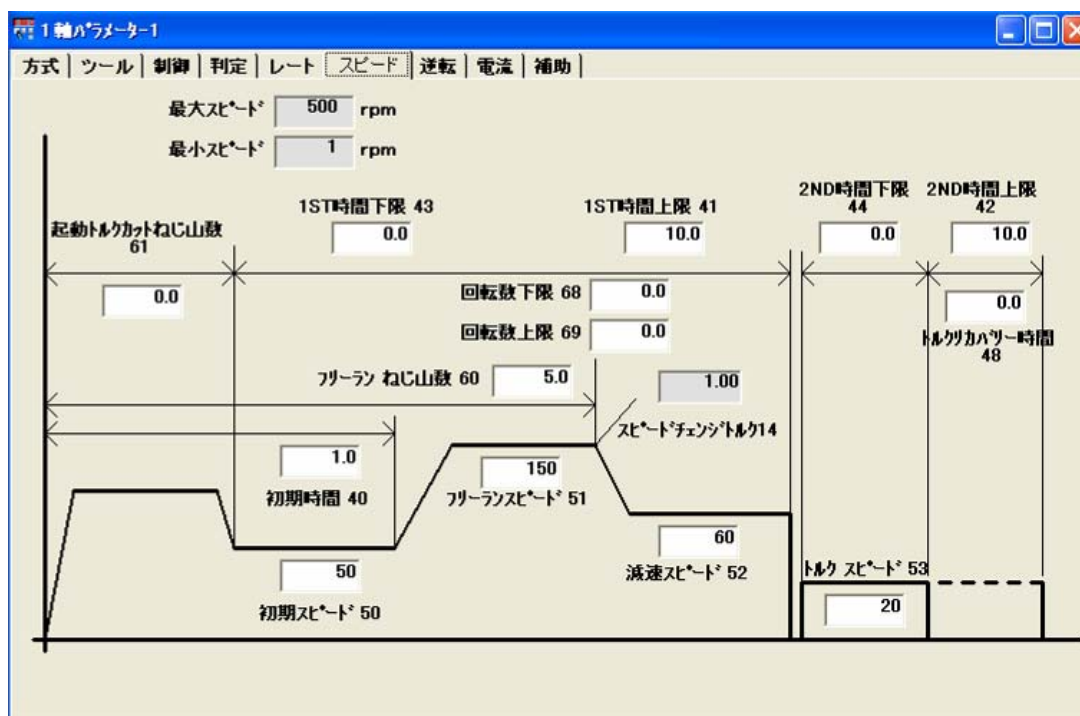 1軸パラメーター1
方式 ツール 制御 判定 レート スピード 逆転 電流 補助
最大スピード 500 rpm
最小スピード 1 rpm
起動トルクカットねじ山数
61
0.0
1ST時間下限 43
0.0
1ST時間上限 41
10.0
2ND時間下限
44
0.0
2ND時間上限
42
10.0
回転数下限 68 0.0
回転数上限 69 0.0
0.0
トルクリカバリー時間
48
フリーラン ねじ山数 60 5.0
1.00
スピードチェンジトルク14
1.0
初期時間 40
150
フリーランスピード 51
50
初期スピード 50
60
減速スピード 52
トルク スピード 53
20